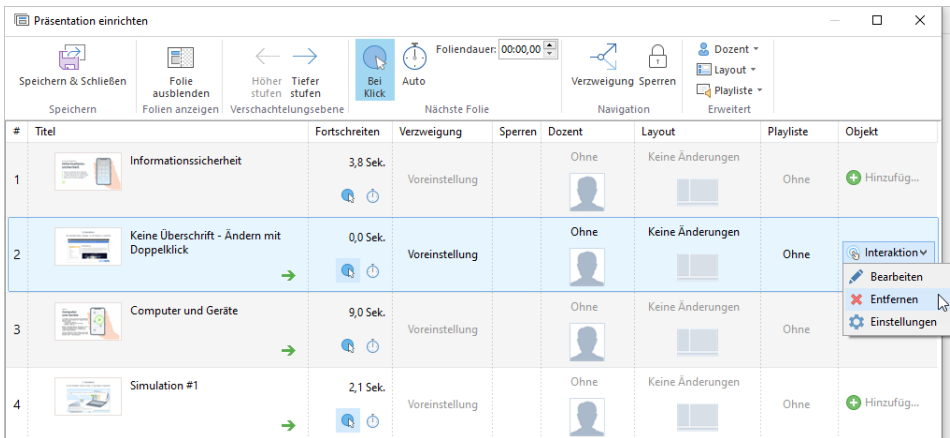 Präsentation einrichten
Speichern & Schließen
Speichern
Folie ausblenden
Folien anzeigen
Höher stufen
Tiefer stufen
Verschachtelungsebene
Bei Klick
Auto
Foliendauer: 00:00,00
Nächste Folie
Verzweigung
Sperren
Navigation
Dozent
Layout
Playliste
Erweitert
# Titel Fortschreiten Verzweigung Sperren Dozent Layout Playliste Objekt
1 Informationssicherheit 3,8 Sek. Voreinstellung Ohne Keine Änderungen Ohne Hinzufüg...
2 Keine Überschrift - Ändern mit Doppelklick 0,0 Sek. Voreinstellung Ohne Keine Änderungen Ohne Interaktion
Bearbeiten
Entfernen
Einstellungen
3 Computer und Geräte 9,0 Sek. Voreinstellung Ohne Keine Änderungen Ohne
4 Simulation #1 2,1 Sek. Voreinstellung Ohne Keine Änderungen Ohne Hinzufüg...